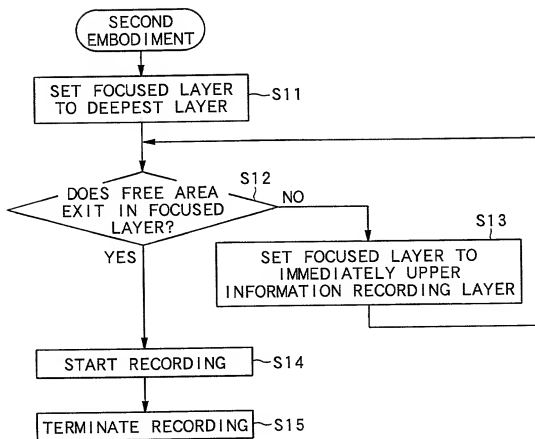 SECOND
EMBODIMENT
SET FOCUSED LAYER
TO DEEPEST LAYER
S11
DOES FREE AREA
EXIT IN FOCUSED
LAYER?
S12
NO
YES
S13
SET FOCUSED LAYER TO
IMMEDIATELY UPPER
INFORMATION RECORDING LAYER
START RECORDING
S14
TERMINATE RECORDING
S15